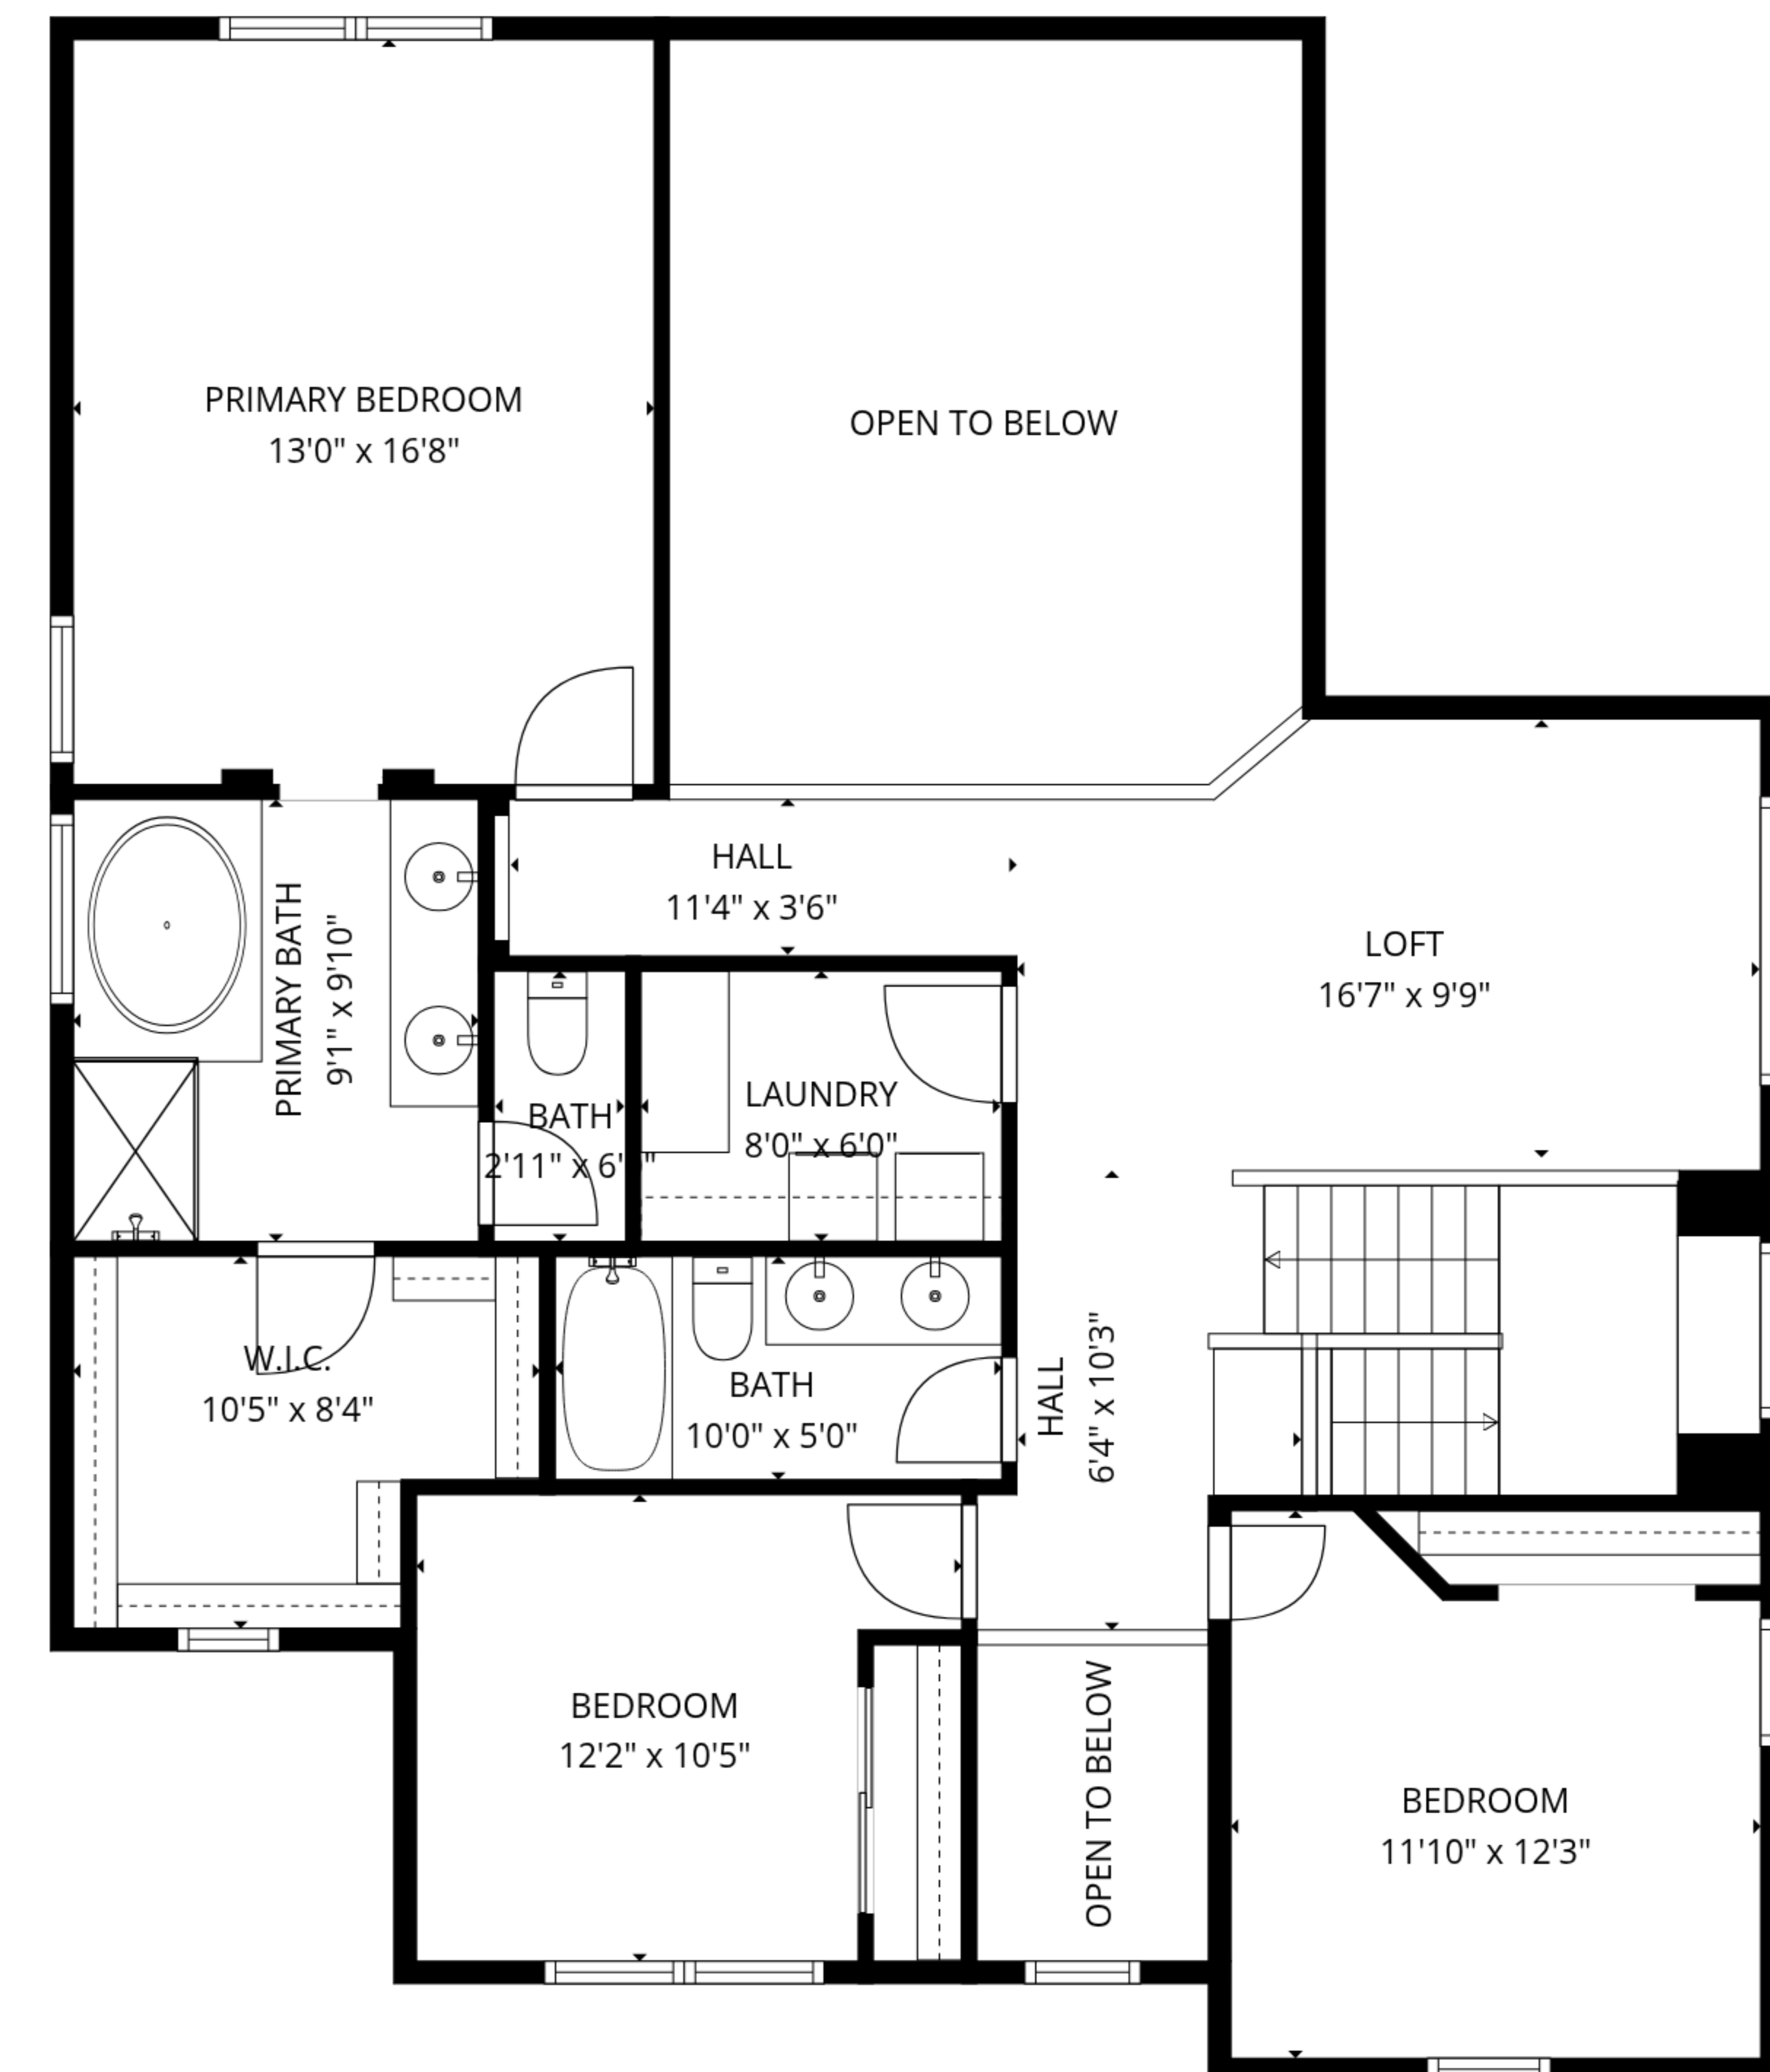 PRIMARY BEDROOM
13'0" x 16'8"
OPEN TO BELOW
HALL
11'4" x 3'6"
LOFT
16'7" x 9'9"
PRIMARY BATH
9'1" x 9'10"
BATH
2'11" x
LAUNDRY
8'0" x 6'0"
W.I.C.
10'5" x 8'4"
BATH
10'0" x 5'0"
HALL
6'4" x 10'3"
BEDROOM
12'2" x 10'5"
OPEN TO BELOW
BEDROOM
11'10" x 12'3"